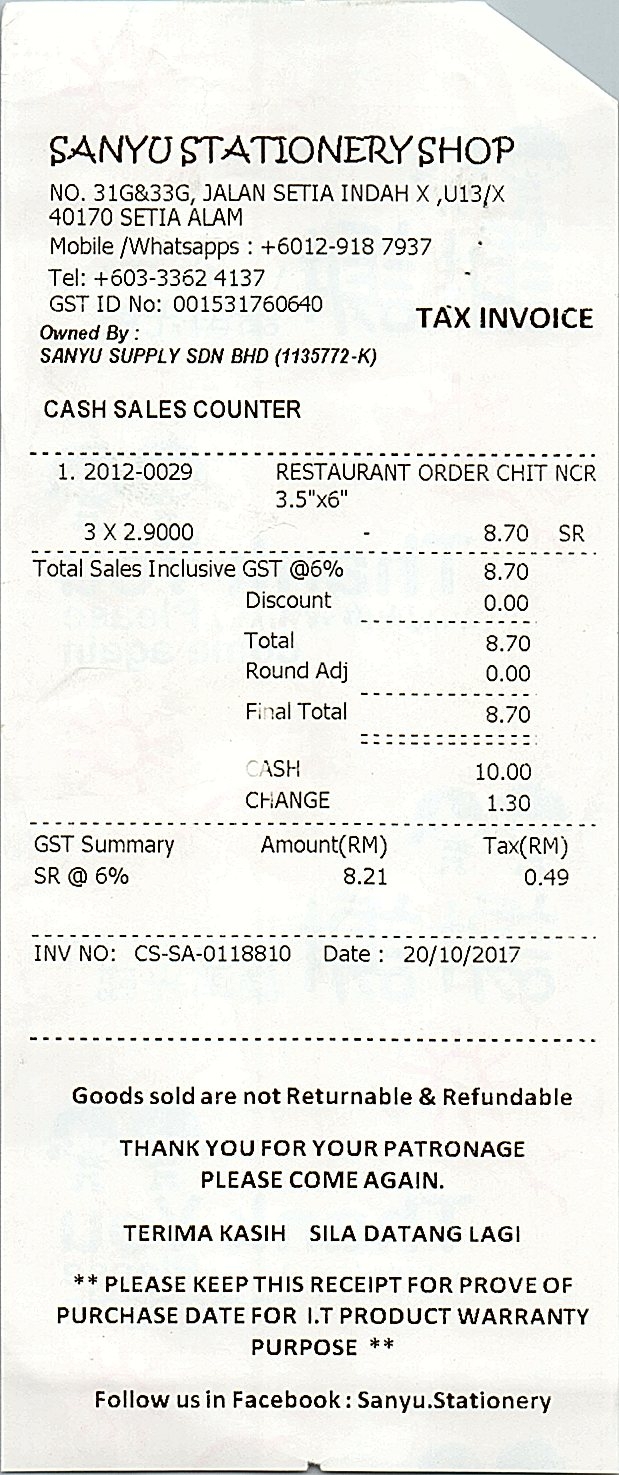 SANYU STATIONERY SHOP
NO. 31G&33G, JALAN SETIA INDAH X ,U13/X
40170 SETIA ALAM
Mobile /Whatsapps : +6012-918 7937
Tel: +603-3362 4137
GST ID No: 001531760640
TAX INVOICE
Owned By :
SANYU SUPPLY SDN BHD (1135772-K)
CASH SALES COUNTER
1. 2012-0029 RESTAURANT ORDER CHIT NCR
3.5"x6"
3 X 2.9000 - 8.70 SR
Total Sales Inclusive GST @6% 8.70
Discount 0.00
Total 8.70
Round Adj 0.00
Final Total 8.70
CASH 10.00
CHANGE 1.30
GST Summary Amount(RM) Tax(RM)
SR @ 6% 8.21 0.49
INV NO: CS-SA-0118810 Date : 20/10/2017
Goods sold are not Returnable & Refundable
THANK YOU FOR YOUR PATRONAGE
PLEASE COME AGAIN.
TERIMA KASIH SILA DATANG LAGI
** PLEASE KEEP THIS RECEIPT FOR PROVE OF
PURCHASE DATE FOR I.T PRODUCT WARRANTY
PURPOSE **
Follow us in Facebook : Sanyu.Stationery